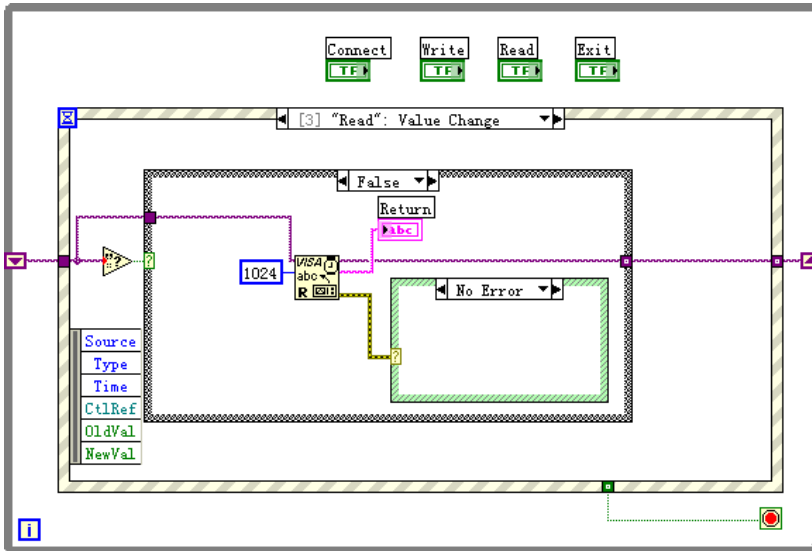 Connect Write Read Exit
TF TF TF TF
[3] "Read": Value Change
False
Return
abc
"?
?
1024
VISA
abc
R
No Error
?
Source
Type
Time
CtlRef
OldVal
NewVal
i